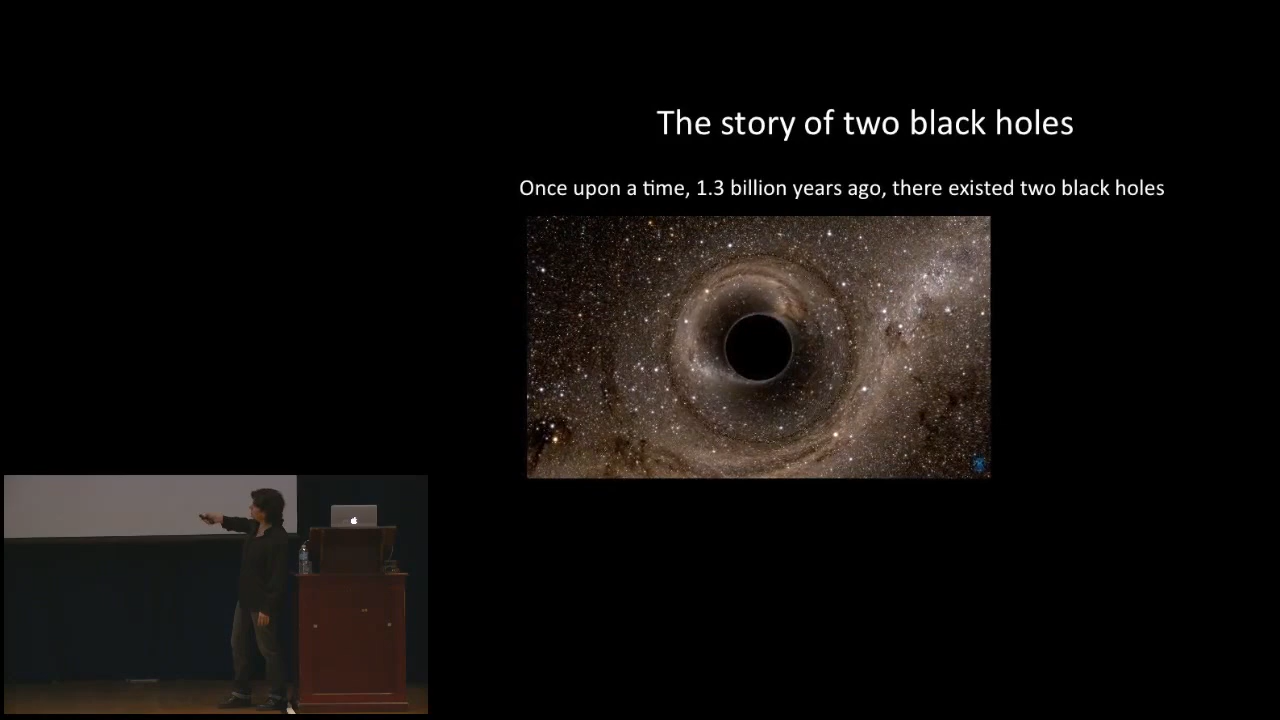 The story of two black holes
Once upon a time, 1.3 billion years ago, there existed two black holes